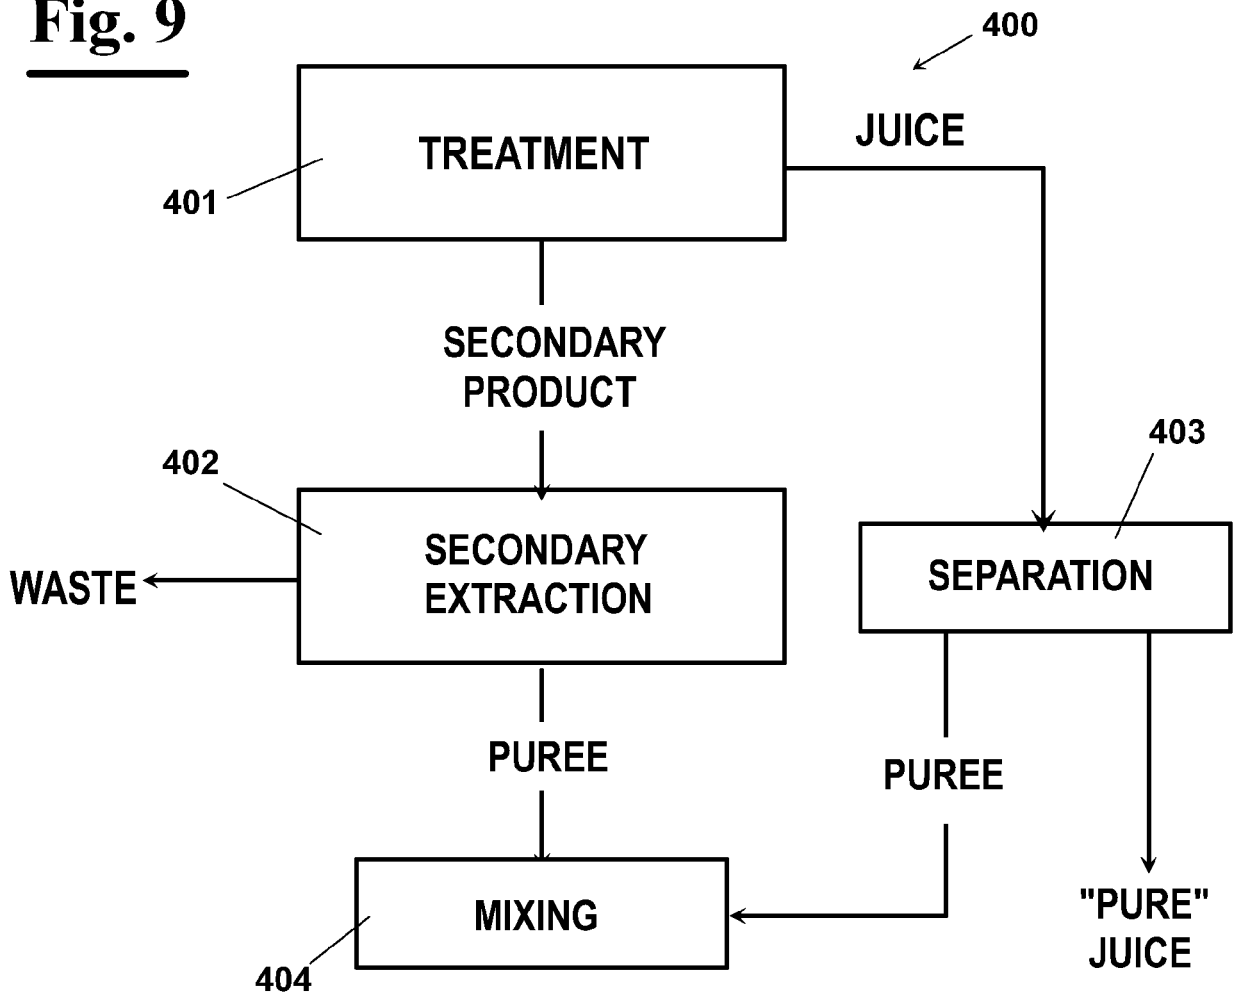 Fig. 9
400
TREATMENT
JUICE
401
SECONDARY
PRODUCT
403
402
SECONDARY
EXTRACTION
SEPARATION
WASTE
PUREE
PUREE
MIXING
"PURE"
JUICE
404